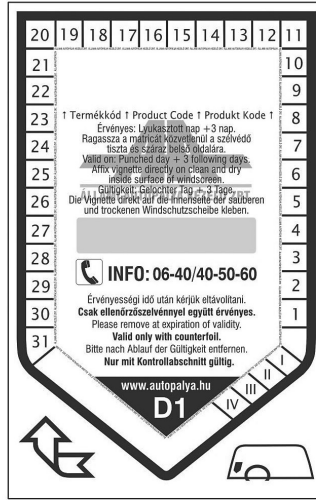 20 19 18 17 16 15 14 13 12 11
21 10
22 9
23 8
24 7
25 6
26 5
27 4
28 3
29 2
30 1
31
↑ Termékkód ↑ Product Code ↑ Produkt Kode ↑
Érvényes: Lyukasztott nap +3 nap.
Ragassza a matricát közvetlenül a szélvédő
tiszta és száraz belső oldalára.
Valid on: Punched day + 3 following days.
Affix vignette directly on clean and dry
inside surface of windscreen.
Gültigkeit: Gelochter Tag + 3 Tage.
Die Vignette direkt auf die Innenseite der sauberen
und trockenen Windschutzscheibe kleben.
INFO: 06-40/40-50-60
Érvényességi idő után kérjük eltávolítani.
Csak ellenőrzőszelvénnyel együtt érvényes.
Please remove at expiration of validity.
Valid only with counterfoil.
Bitte nach Ablauf der Gültigkeit entfernen.
Nur mit Kontrollabschnitt gültig.
I
II
III
IV
www.autopalya.hu
D1